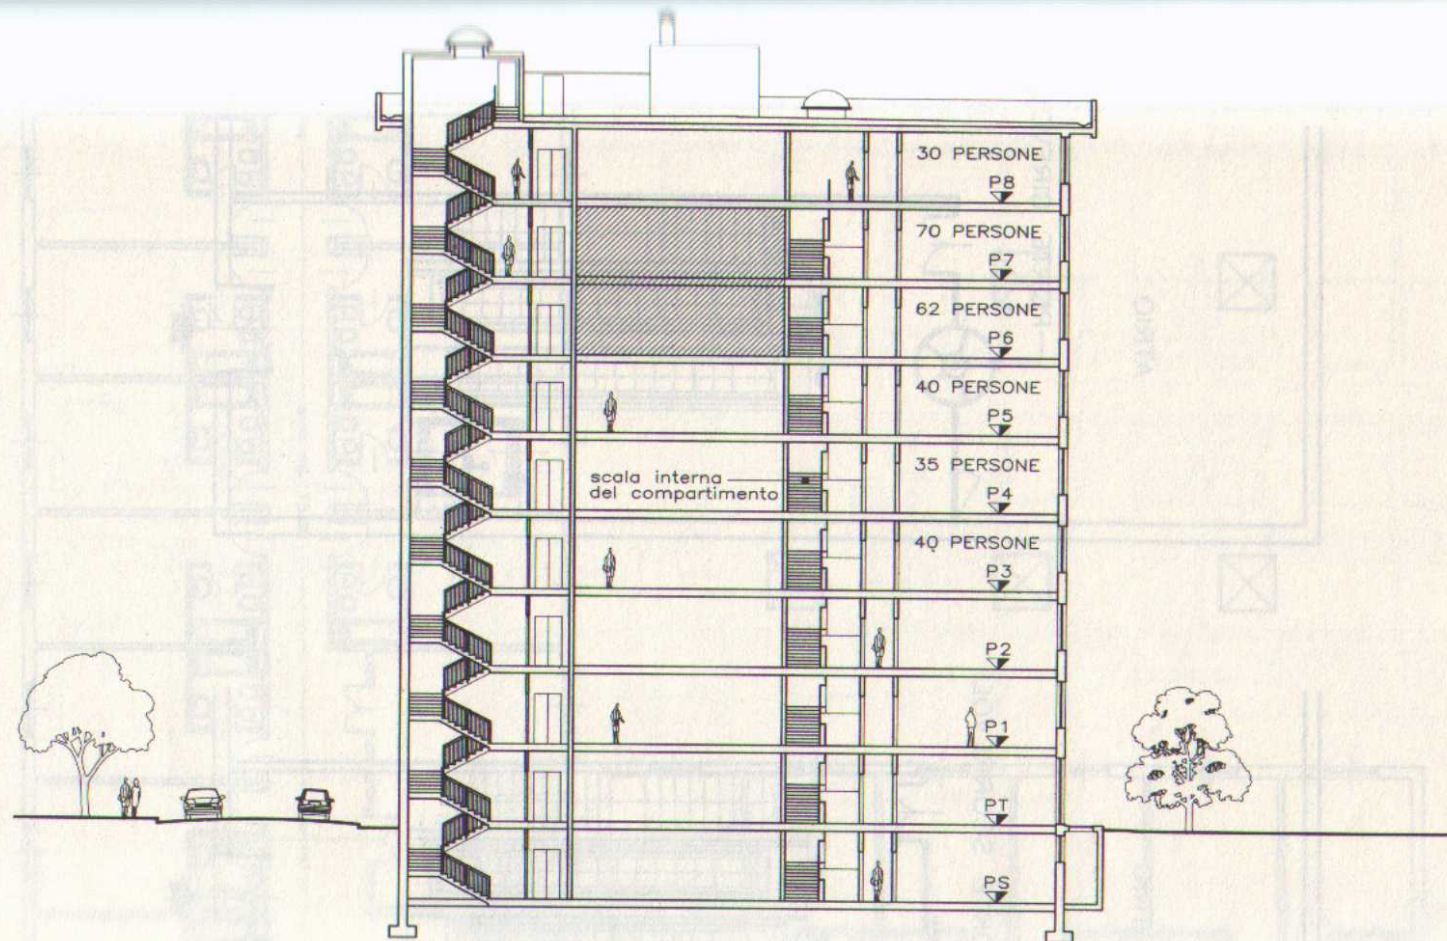 30 PERSONE
P8
70 PERSONE
P7
62 PERSONE
P6
40 PERSONE
P5
scala interna
del compartimento
35 PERSONE
P4
40 PERSONE
P3
P2
P1
PT
PS